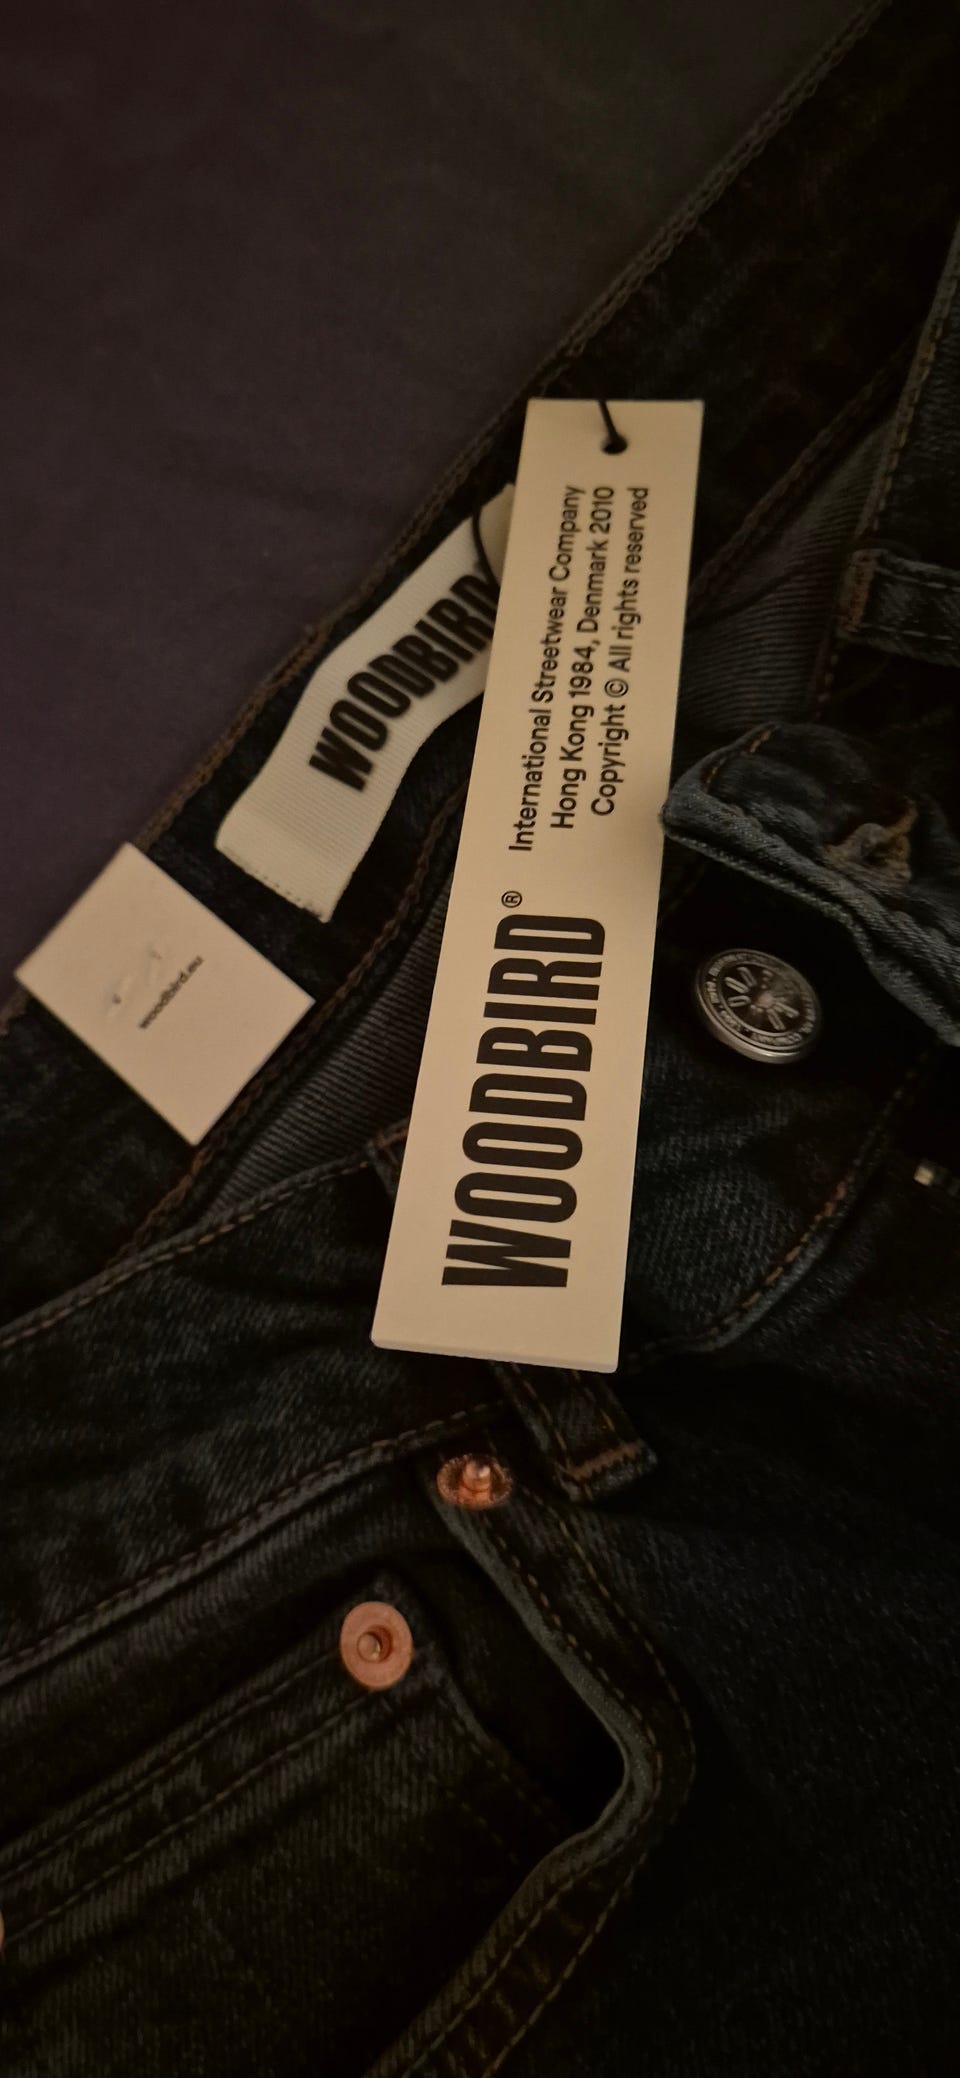 WOODBIRD
WOODBIRD®
International Streetwear Company
Hong Kong 1984, Denmark 2010
Copyright © All rights reserved
woodbird.eu